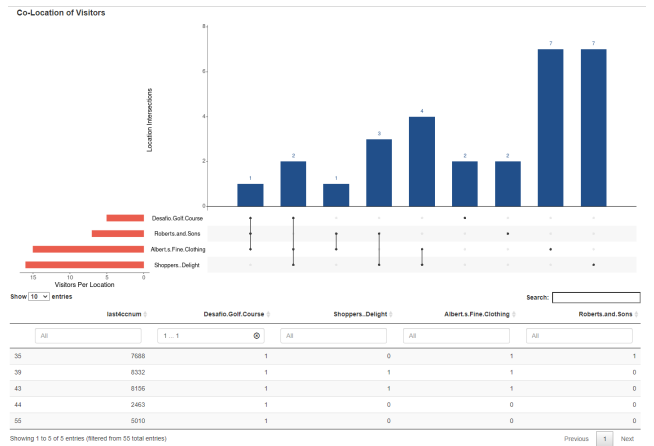 Co-Location of Visitors
8
6
4
2
0
Location Intersections
1
2
1
3
4
2
2
7
7
Desafio.Golf.Course
Roberts.and.Sons
Albert.s.Fine.Clothing
Shoppers..Delight
15 10 5 0
Visitors Per Location
Show 10 entries Search:
last4ccnum Desafio.Golf.Course Shoppers..Delight Albert.s.Fine.Clothing Roberts.and.Sons
All 1 ... 1 All All All
35 7688 1 0 1 1
39 8332 1 1 1 0
43 8156 1 1 1 0
44 2463 1 0 0 0
55 5010 1 0 0 0
Showing 1 to 5 of 5 entries (filtered from 55 total entries) Previous 1 Next